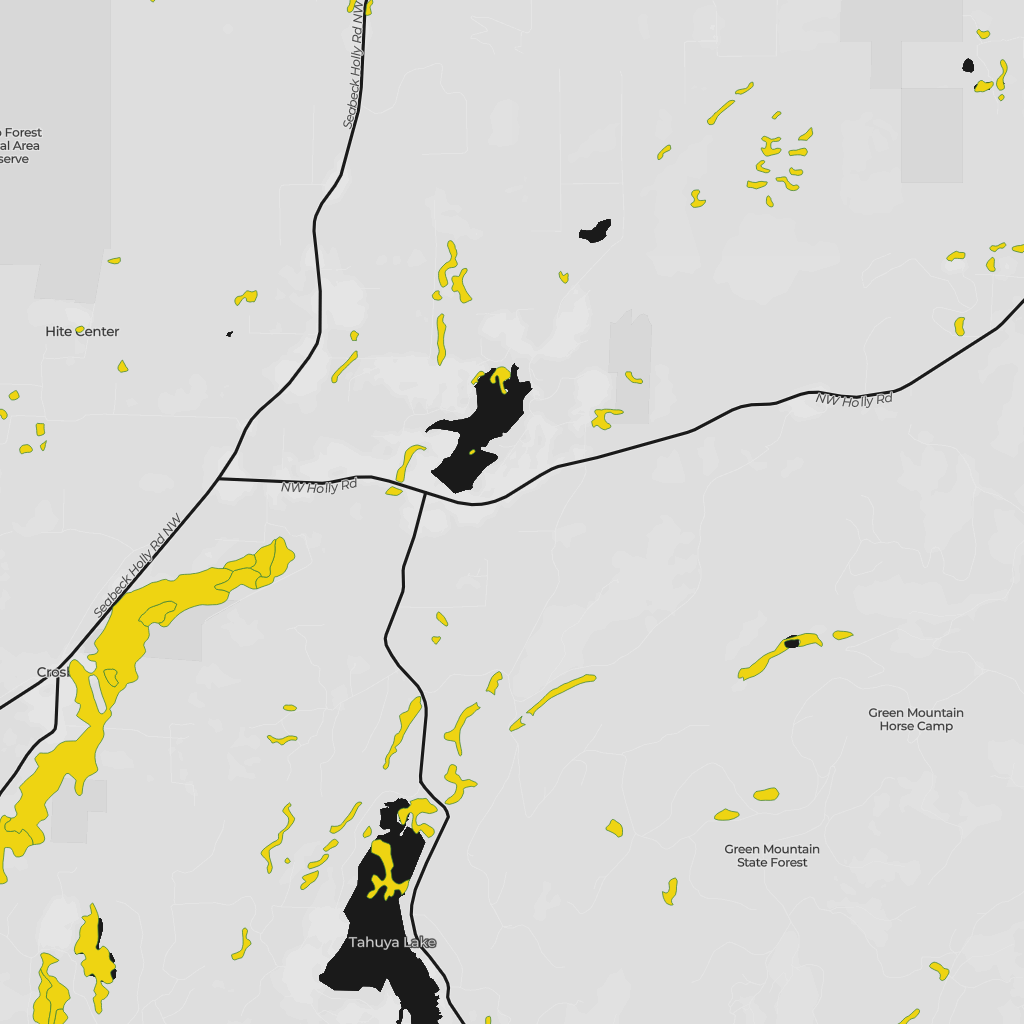 Seabeck Holly Rd NW
Forest
al Area
serve
Hite Center
NW Holly Rd
NW Holly Rd
Seabeck Holly Rd NW
Cros
Green Mountain
Horse Camp
Green Mountain
State Forest
Tahuya Lake